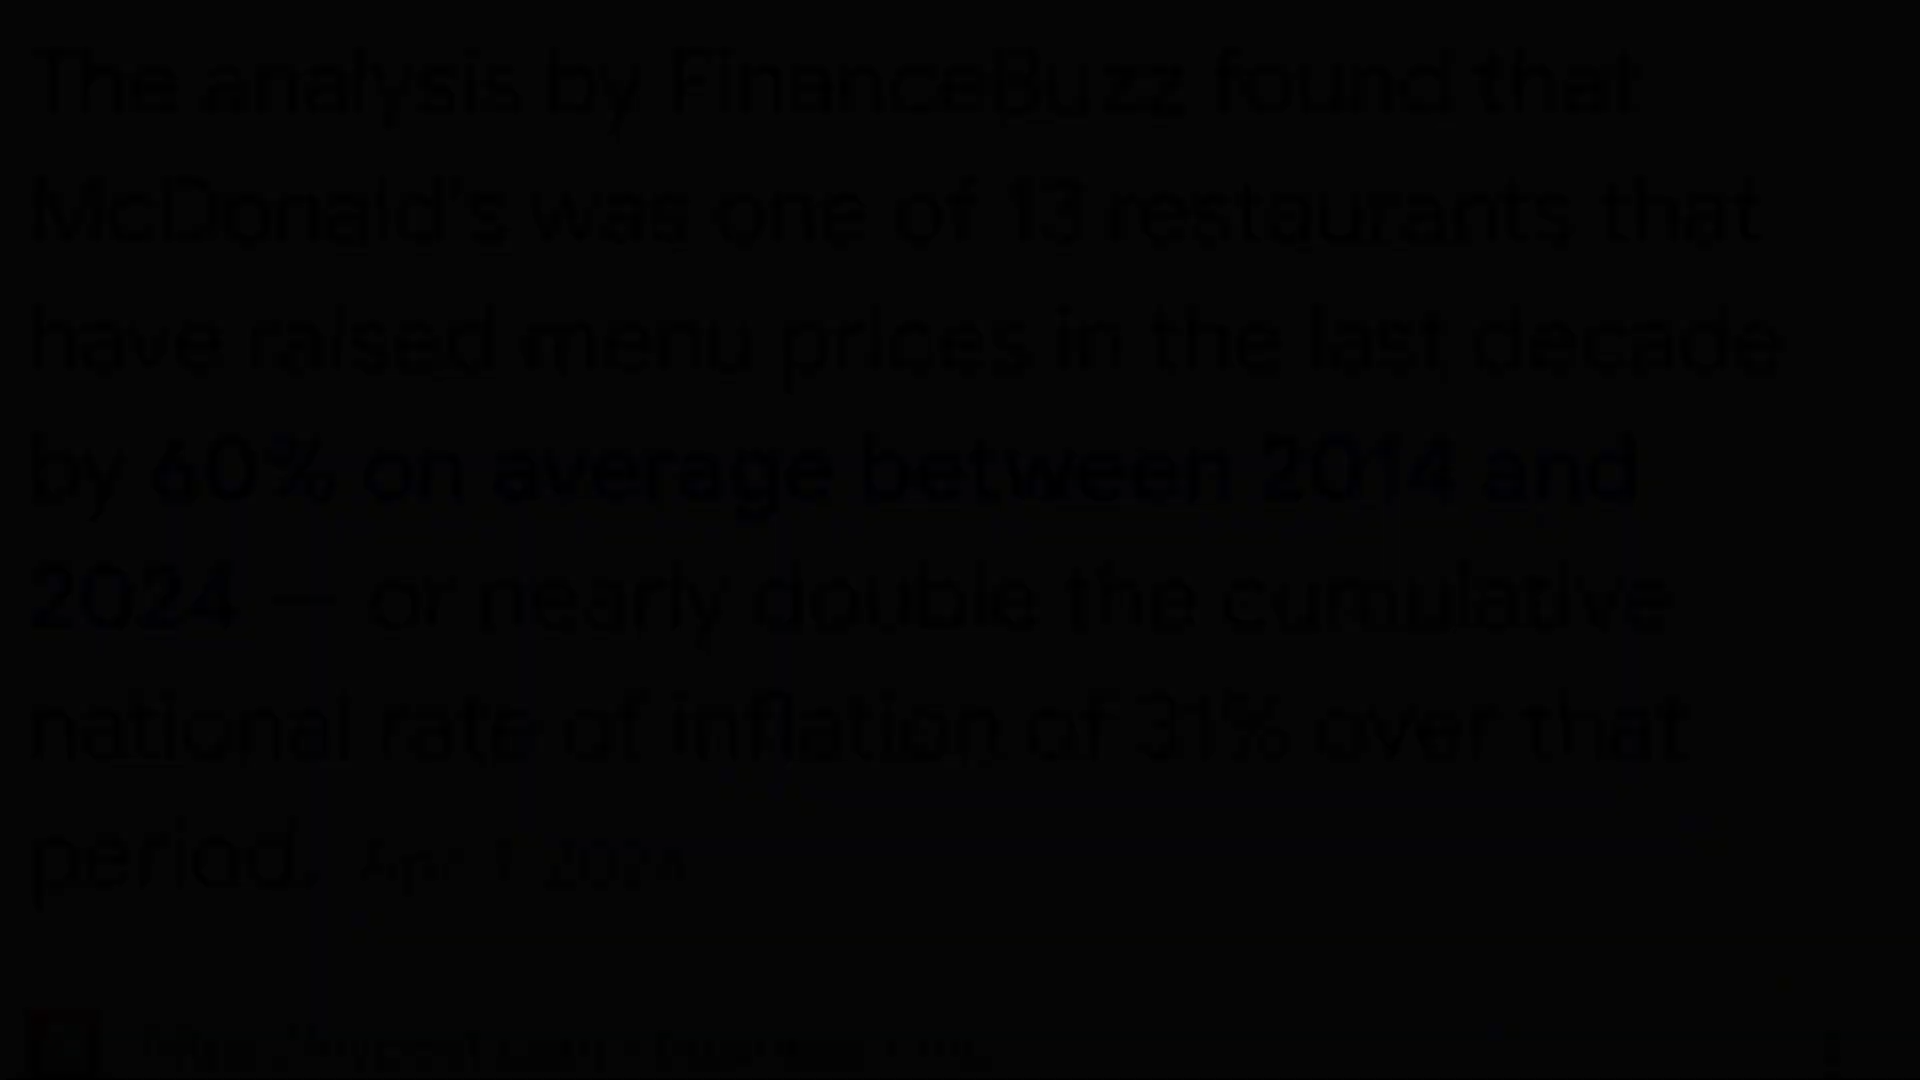 The analysis by FinanceBuzz found that
McDonald's was one of 13 restaurants that
have raised menu prices in the last decade
by 60% on average between 2014 and
2024 — or nearly double the cumulative
national rate of inflation of 31% over that
period. Apr 1, 2024